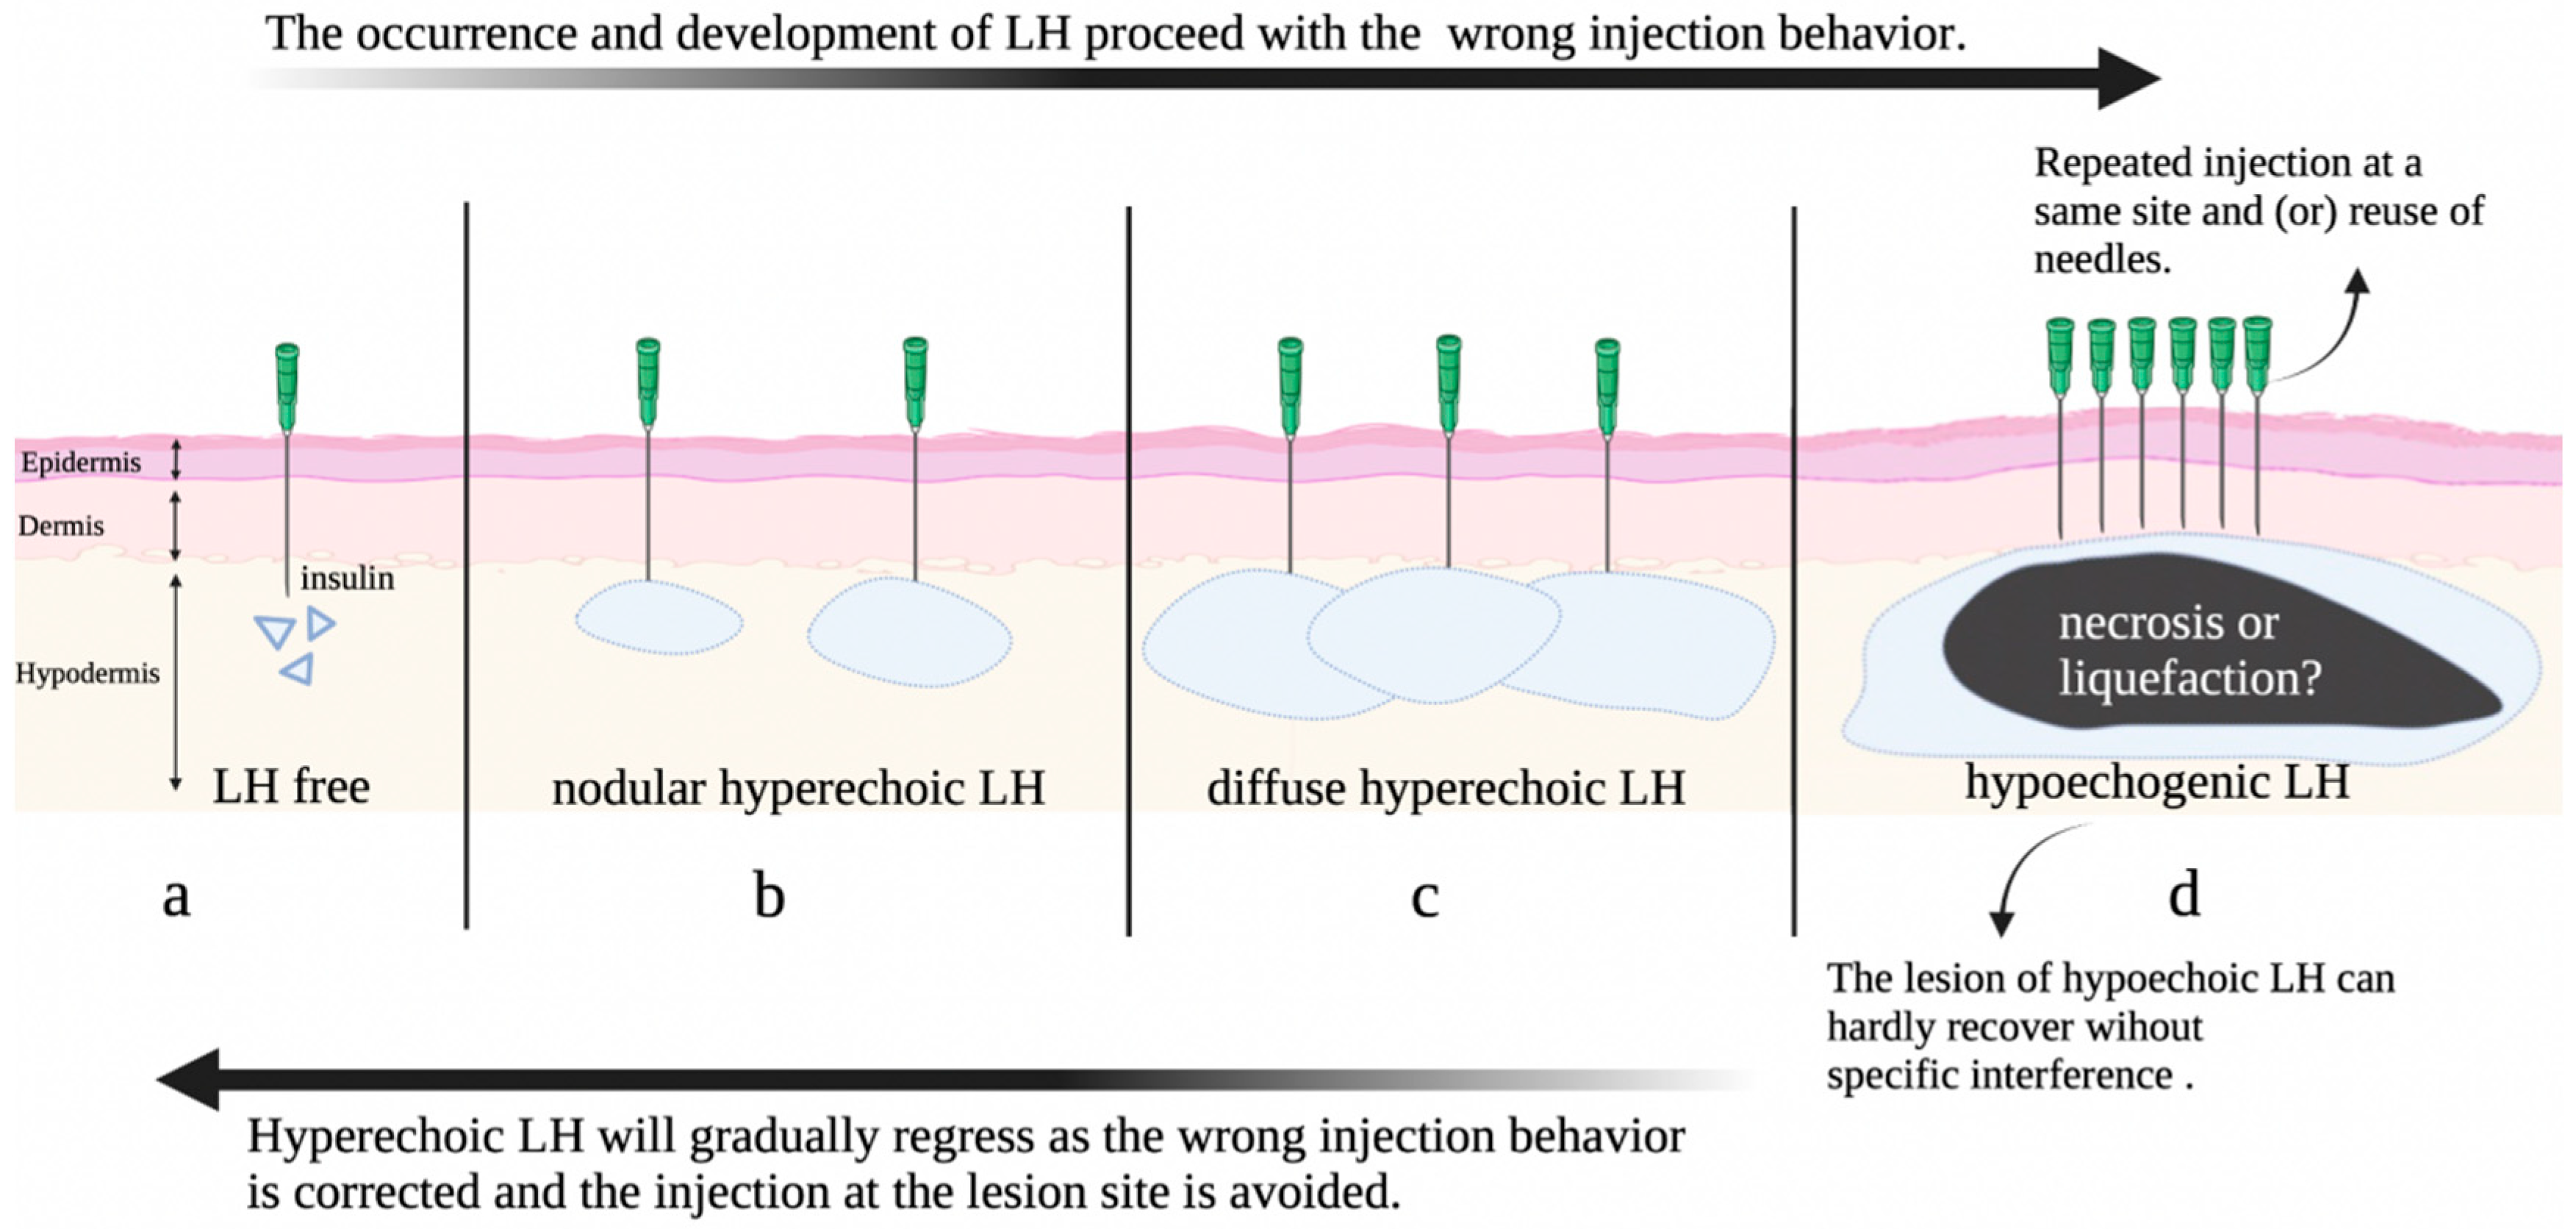 The occurrence and development of LH proceed with the wrong injection behavior.
Repeated injection at a
same site and (or) reuse of
needles.
Epidermis
Dermis
insulin
Hypodermis
necrosis or
liquefaction?
LH free
nodular hyperechoic LH
diffuse hyperechoic LH
hypoechogenic LH
a
b
c
d
The lesion of hypoechoic LH can
hardly recover wihout
specific interference .
Hyperechoic LH will gradually regress as the wrong injection behavior
is corrected and the injection at the lesion site is avoided.